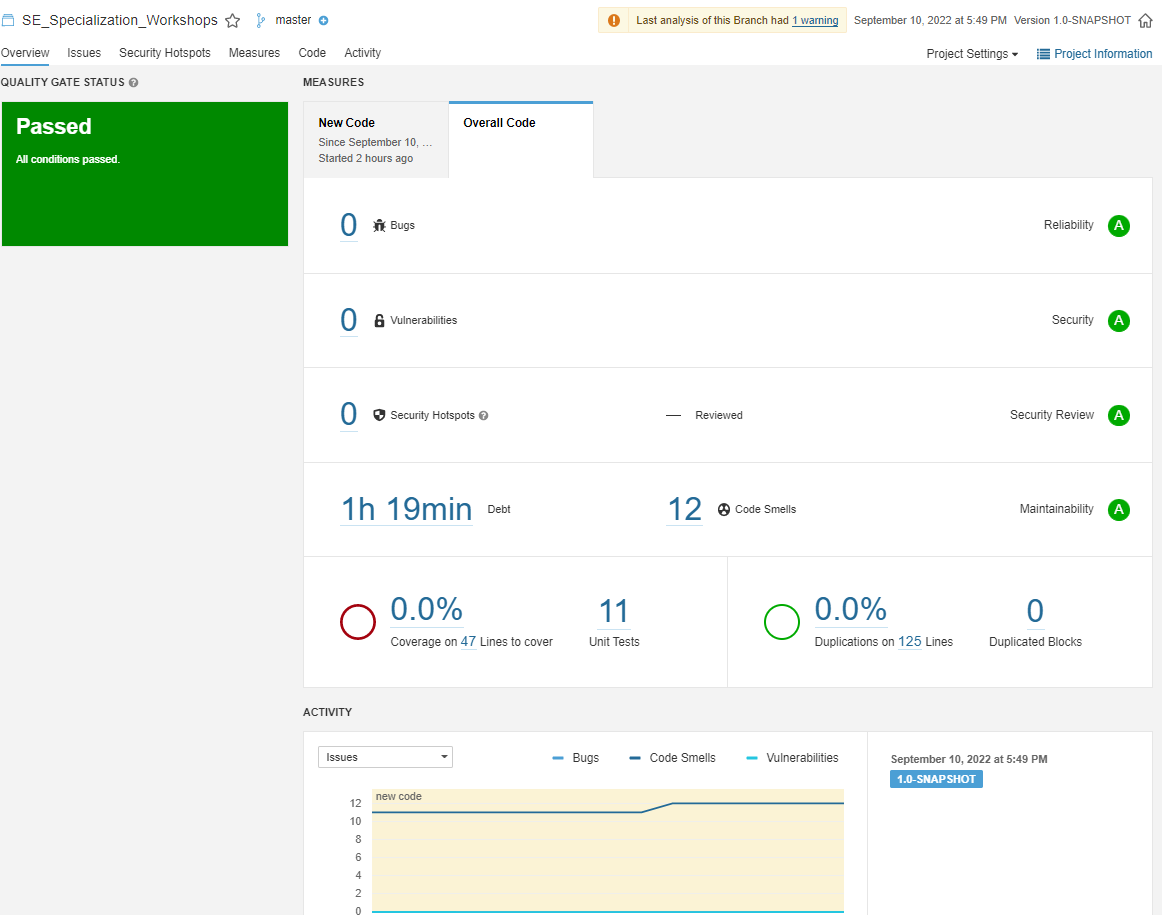 SE_Specialization_Workshops master Last analysis of this Branch had 1 warning September 10, 2022 at 5:49 PM Version 1.0-SNAPSHOT
Overview Issues Security Hotspots Measures Code Activity Project Settings Project Information
QUALITY GATE STATUS
Passed
All conditions passed.
MEASURES
New Code
Since September 10, ...
Started 2 hours ago
Overall Code
0 Bugs Reliability A
0 Vulnerabilities Security A
0 Security Hotspots Reviewed Security Review A
1h 19min Debt 12 Code Smells Maintainability A
0.0%
Coverage on 47 Lines to cover
11
Unit Tests
0.0%
Duplications on 125 Lines
0
Duplicated Blocks
ACTIVITY
Issues Bugs Code Smells Vulnerabilities
new code
12
10
8
6
4
2
0
September 10, 2022 at 5:49 PM
1.0-SNAPSHOT